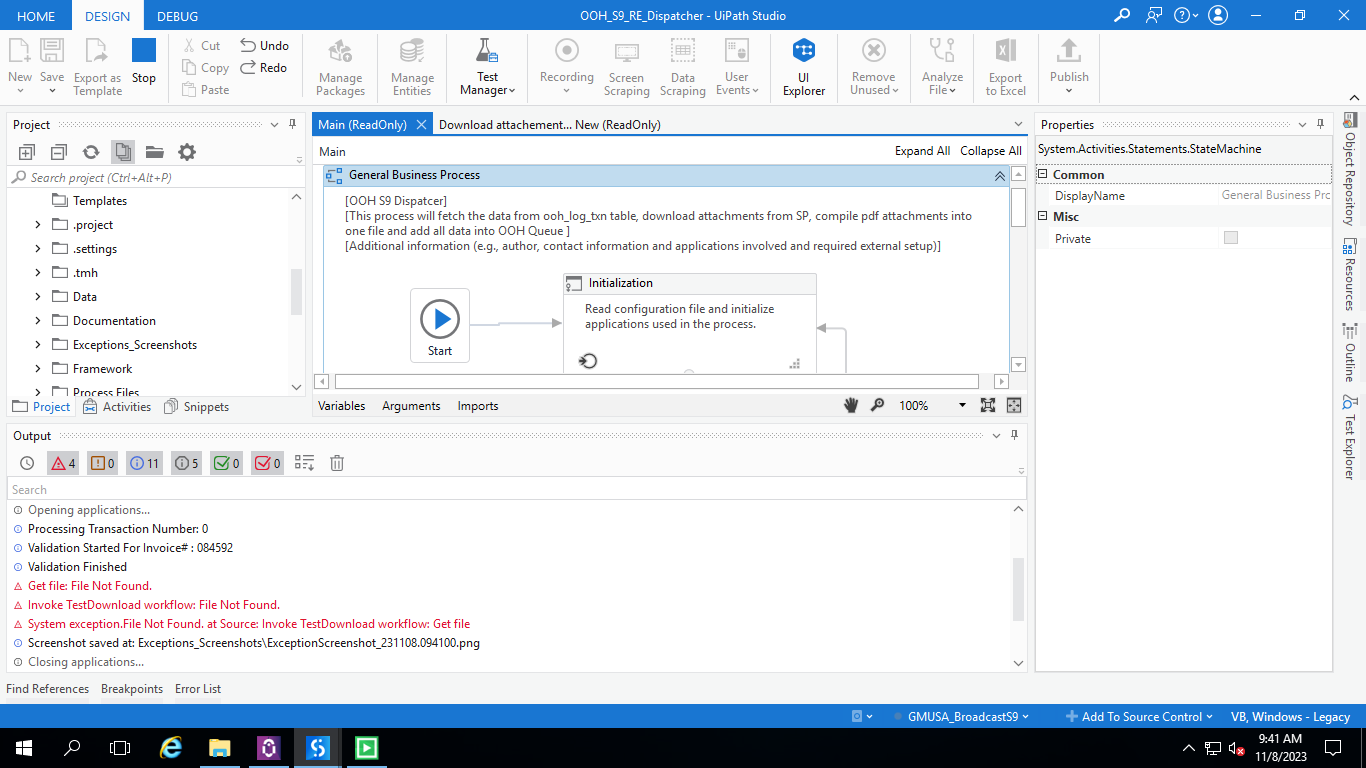 HOME
DESIGN
DEBUG
OOH_S9_RE_Dispatcher - UiPath Studio
New
Save
Export as
Template
Stop
Cut
Copy
Paste
Undo
Redo
Manage
Packages
Manage
Entities
Test
Manager
Recording
Screen
Scraping
Data
Scraping
User
Events
UI
Explorer
Remove
Unused
Analyze
File
Export
to Excel
Publish
Project
Search project (Ctrl+Alt+P)
Templates
.project
.settings
.tmh
Data
Documentation
Exceptions_Screenshots
Framework
Process Files
Project
Activities
Snippets
Main (ReadOnly)
Download attachement... New (ReadOnly)
Main
Expand All
Collapse All
General Business Process
[OOH S9 Dispatcer]
[This process will fetch the data from ooh_log_txn table, download attachments from SP, compile pdf attachments into
one file and add all data into OOH Queue ]
[Additional information (e.g., author, contact information and applications involved and required external setup)]
Start
Initialization
Read configuration file and initialize
applications used in the process.
Variables
Arguments
Imports
100%
Properties
System.Activities.Statements.StateMachine
Common
DisplayName
General Business Prc
Misc
Private
Object Repository
Resources
Outline
Test Explorer
Output
4
0
11
5
0
0
Search
Opening applications...
Processing Transaction Number: 0
Validation Started For Invoice# : 084592
Validation Finished
Get file: File Not Found.
Invoke TestDownload workflow: File Not Found.
System exception.File Not Found. at Source: Invoke TestDownload workflow: Get file
Screenshot saved at: Exceptions_Screenshots\ExceptionScreenshot_231108.094100.png
Closing applications...
Find References
Breakpoints
Error List
GMUSA_BroadcastS9
Add To Source Control
VB, Windows - Legacy
9:41 AM
11/8/2023